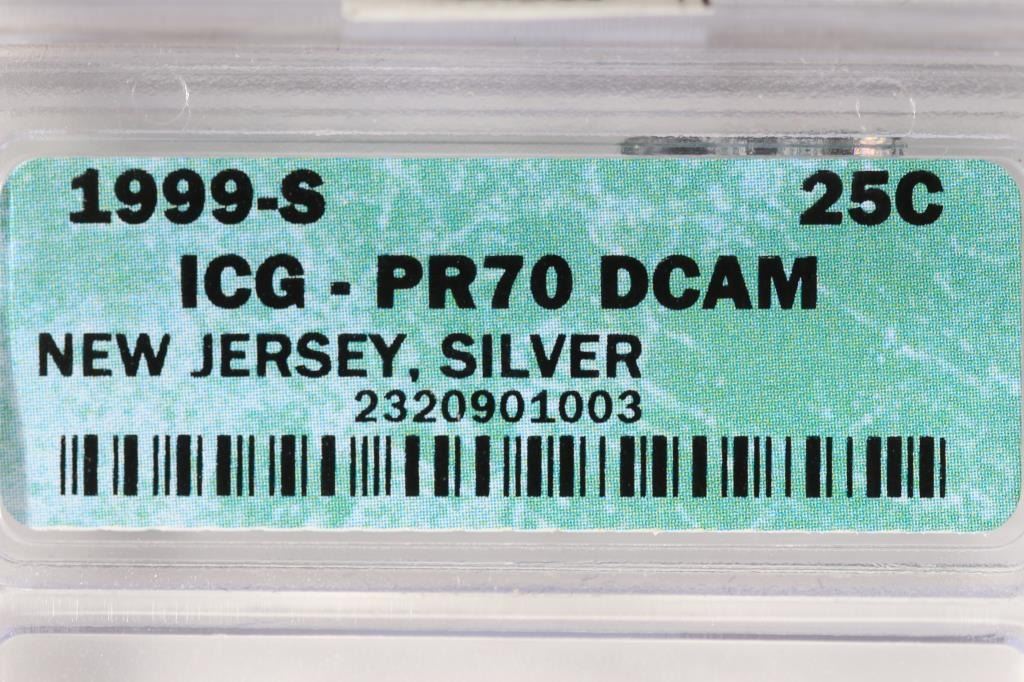 1999-S 25C
ICG - PR70 DCAM
NEW JERSEY, SILVER
2320901003